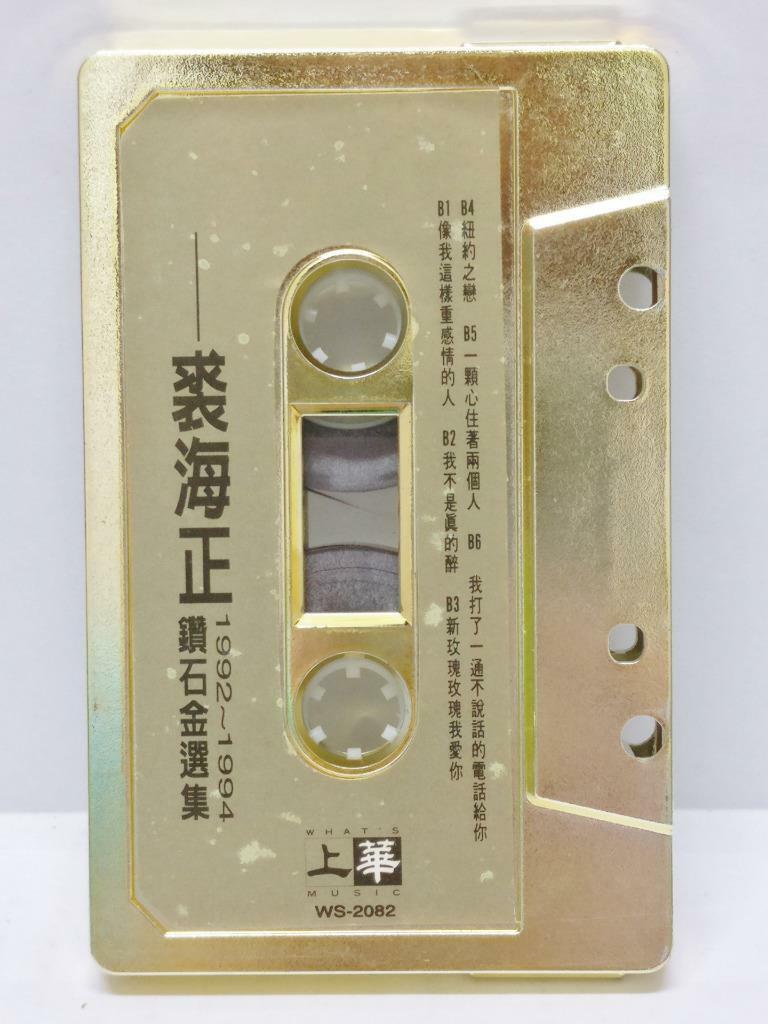 裘海正
1992~1994
鑽石金選集
B1 像我這樣重感情的人 B2 我不是眞的醉 B3 新玫瑰玫瑰我愛你
B4 紐約之戀 B5 一顆心住著兩個人 B6 我打了一通不說話的電話給你
WHAT'S
上華
MUSIC
WS-2082